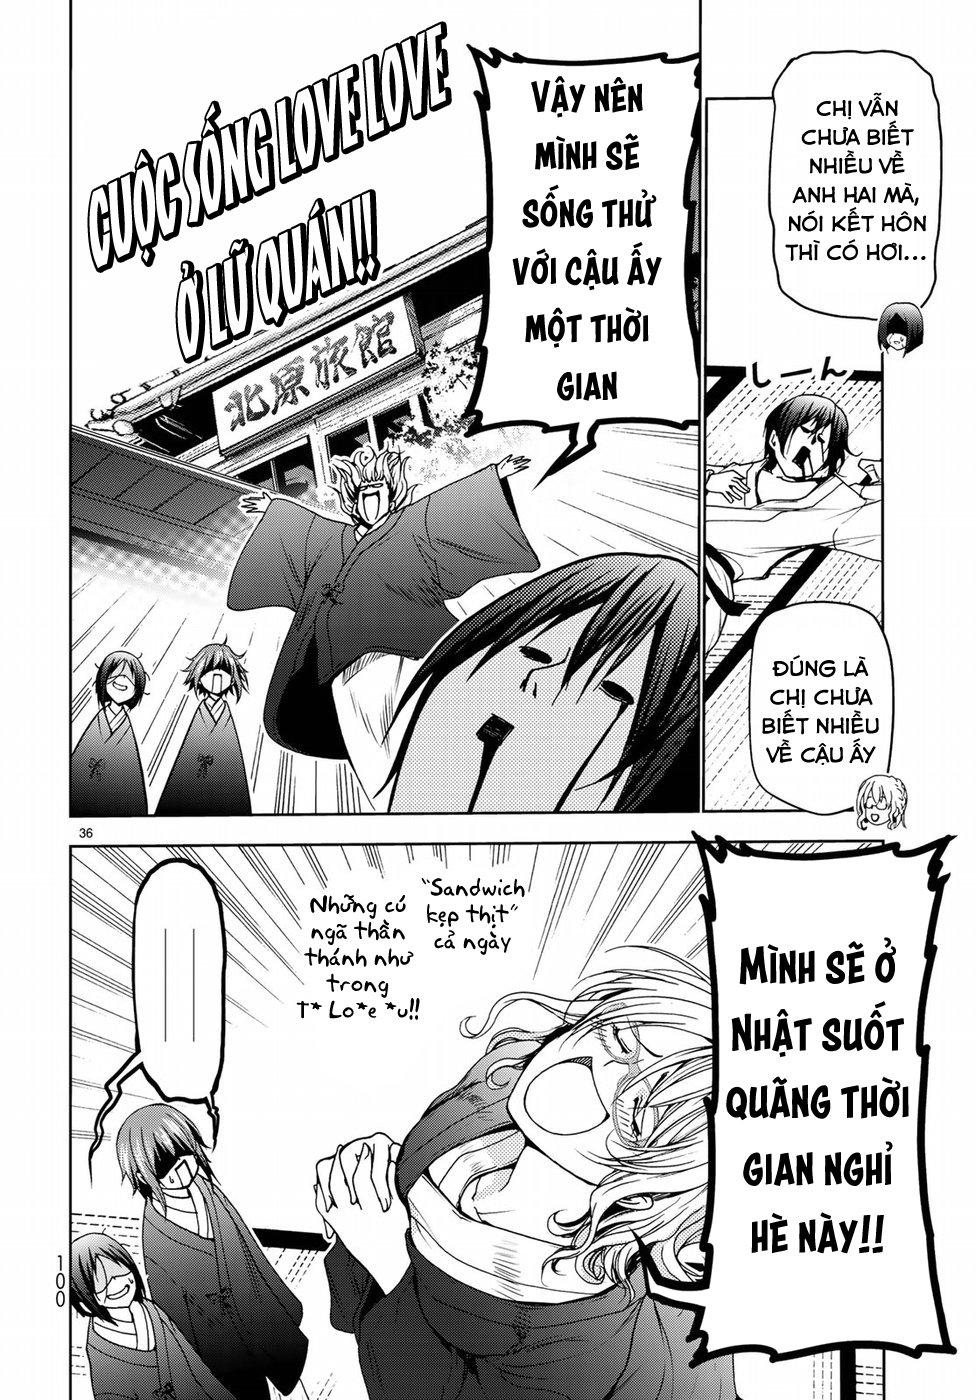 CHỊ VẪN
CHƯA BIẾT
NHIỀU VỀ
ANH HAI MÀ,
NÓI KẾT HÔN
THÌ CÓ HƠI...
しーん
ĐÚNG LÀ
CHỊ CHƯA
BIẾT NHIỀU
VỀ CẬU ẤY
VẬY NÊN
MÌNH SẼ
SỐNG THỬ
VỚI CẬU ẤY
MỘT THỜI
GIAN
CUỘC SỐNG LOVE LOVE
Ở LỮ QUÁN!!
北原旅館
36
MÌNH SẼ Ở
NHẬT SUỐT
QUÃNG THỜI
GIAN NGHỈ
HÈ NÀY!!
"Sandwich
kẹp thịt"
cả ngày
Những cú
ngã thần
thánh như
trong
T* Lo*e *u!!
100